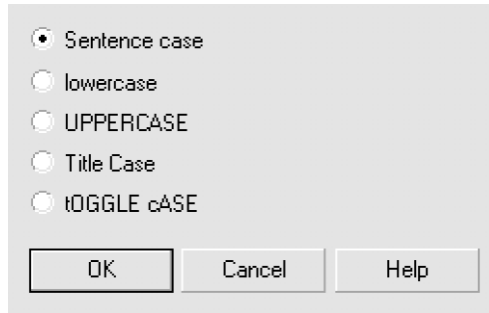 Sentence case
lowercase
UPPERCASE
Title Case
tOGGLE cASE
OK Cancel Help